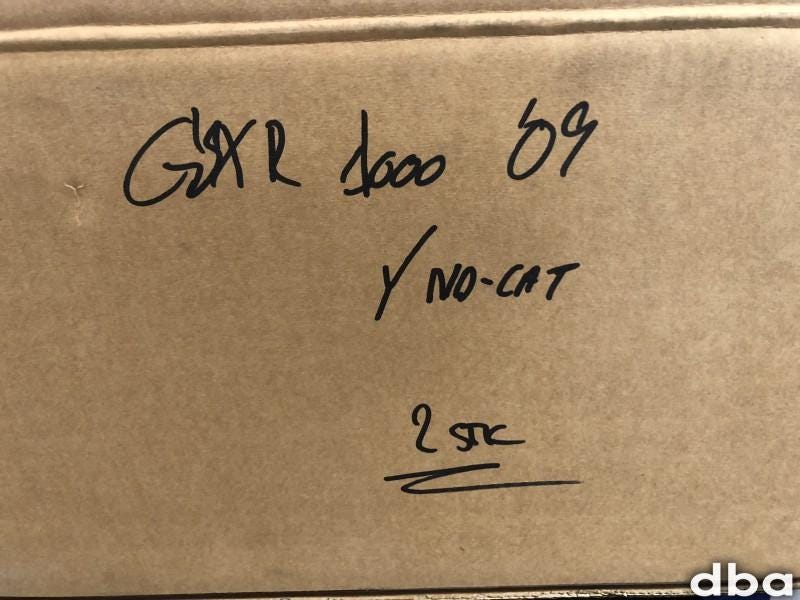 GSXR 1000 '09
Y NO-CAT
2 STK
dba